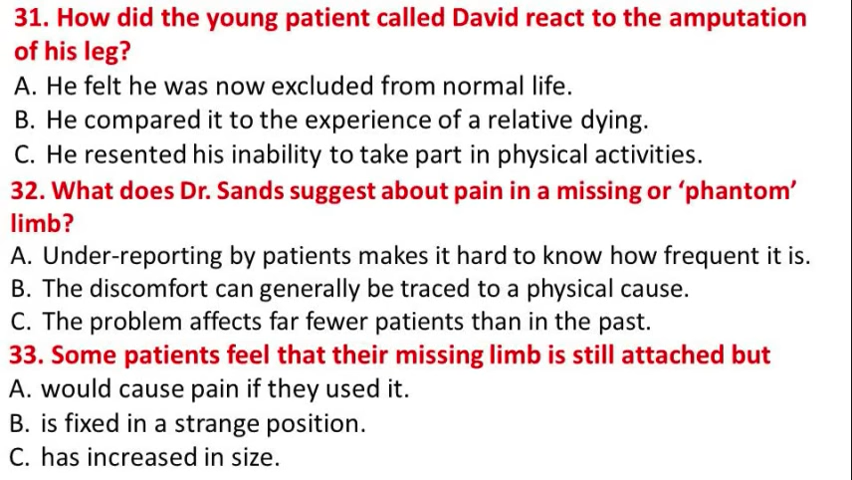 31. How did the young patient called David react to the amputation
of his leg?
A. He felt he was now excluded from normal life.
B. He compared it to the experience of a relative dying.
C. He resented his inability to take part in physical activities.
32. What does Dr. Sands suggest about pain in a missing or ‘phantom’
limb?
A. Under-reporting by patients makes it hard to know how frequent it is.
B. The discomfort can generally be traced to a physical cause.
C. The problem affects far fewer patients than in the past.
33. Some patients feel that their missing limb is still attached but
A. would cause pain if they used it.
B. is fixed in a strange position.
C. has increased in size.